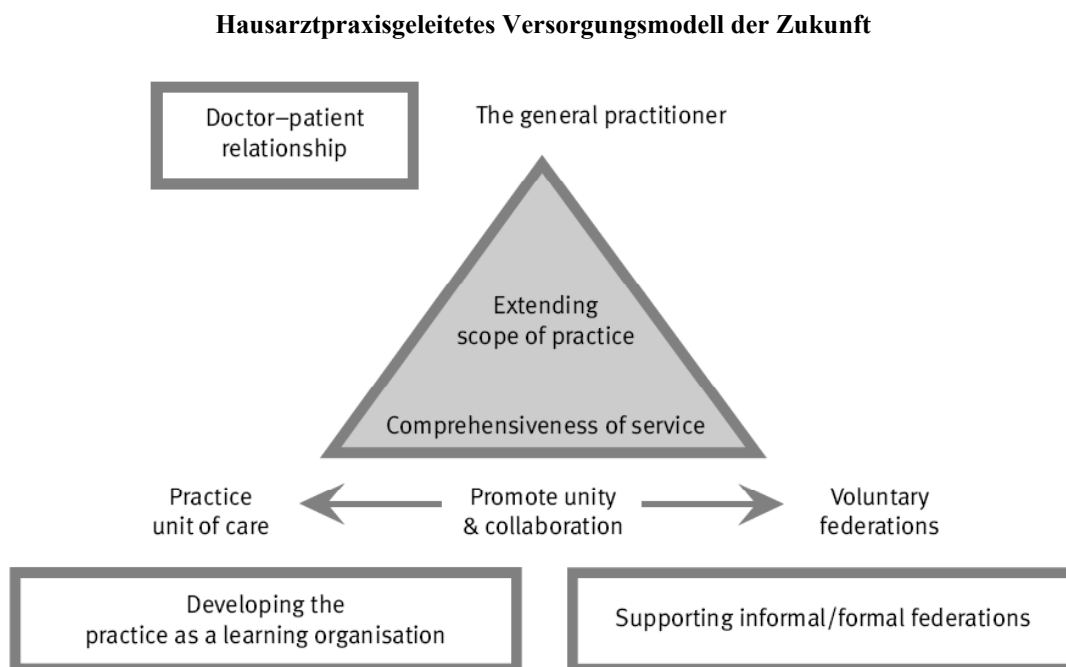 Hausarztpraxisgeleitetes Versorgungsmodell der Zukunft
Doctor–patient
relationship
The general practitioner
Extending
scope of practice
Comprehensiveness of service
Practice
unit of care
Promote unity
& collaboration
Voluntary
federations
Developing the
practice as a learning organisation
Supporting informal/formal federations